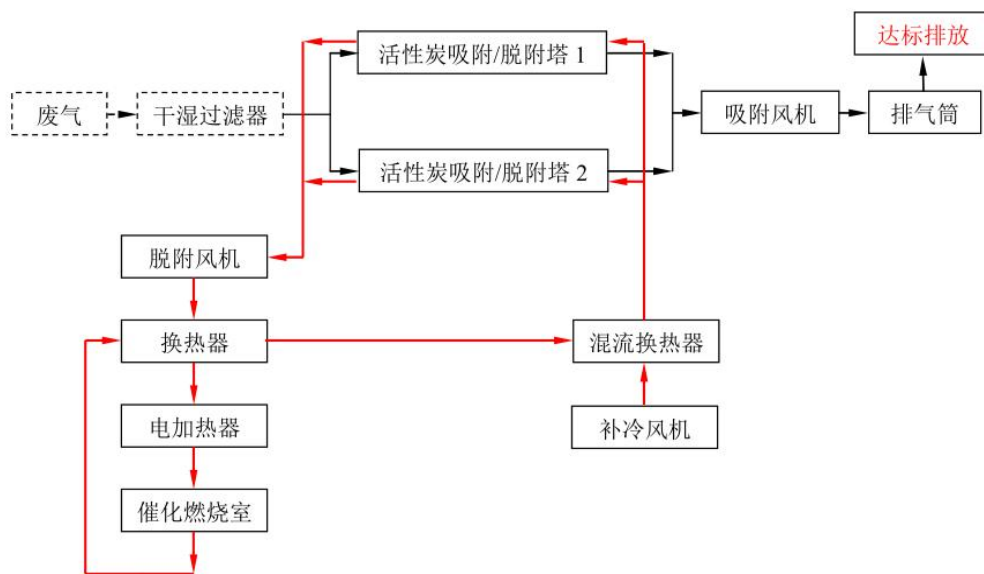 达标排放
活性炭吸附/脱附塔 1
废气
干湿过滤器
吸附风机
排气筒
活性炭吸附/脱附塔 2
脱附风机
换热器
混流换热器
电加热器
补冷风机
催化燃烧室